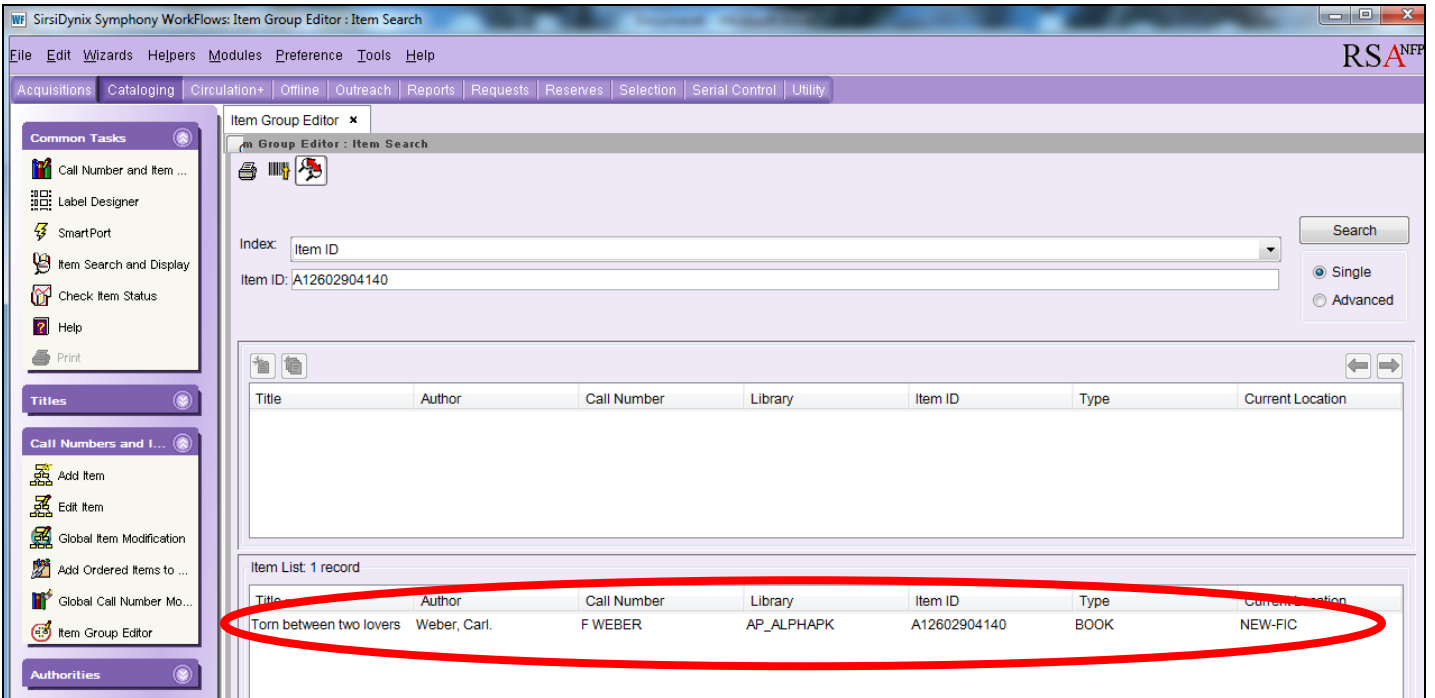 WF SirsiDynix Symphony WorkFlows: Item Group Editor : Item Search
File Edit Wizards Helpers Modules Preference Tools Help
RSA NFP
Acquisitions Cataloging Circulation+ Offline Outreach Reports Requests Reserves Selection Serial Control Utility
Common Tasks
Call Number and Item ...
Label Designer
SmartPort
Item Search and Display
Check Item Status
Help
Print
Titles
Call Numbers and I...
Add Item
Edit Item
Global Item Modification
Add Ordered Items to ...
Global Call Number Mo...
Item Group Editor
Authorities
Item Group Editor ×
m Group Editor : Item Search
Search
Index: Item ID
Single
Item ID: A12602904140
Advanced
Title Author Call Number Library Item ID Type Current Location
Item List: 1 record
Title Author Call Number Library Item ID Type Current Location
Torn between two lovers Weber, Carl. F WEBER AP_ALPHAPK A12602904140 BOOK NEW-FIC